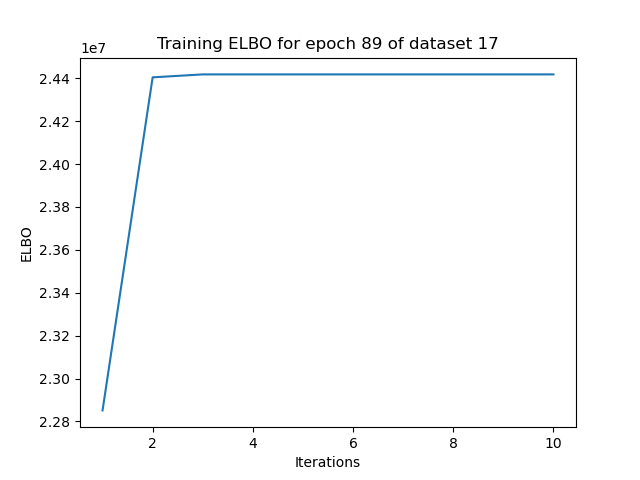 Training ELBO for epoch 89 of dataset 17
1e7
2.44
2.42
2.40
2.38
2.36
2.34
2.32
2.30
2.28
ELBO
2 4 6 8 10
Iterations